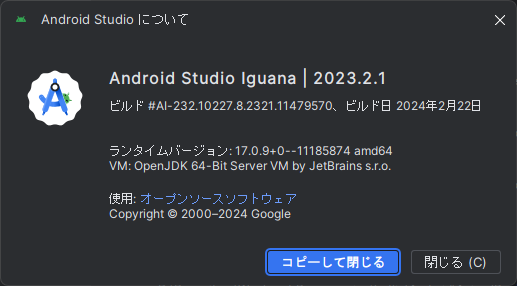 Android Studio について
Android Studio Iguana | 2023.2.1
ビルド #AI-232.10227.8.2321.11479570、ビルド日 2024年2月22日
ランタイムバージョン: 17.0.9+0--11185874 amd64
VM: OpenJDK 64-Bit Server VM by JetBrains s.r.o.
使用: オープンソースソフトウェア
Copyright © 2000–2024 Google
コピーして閉じる
閉じる (C)